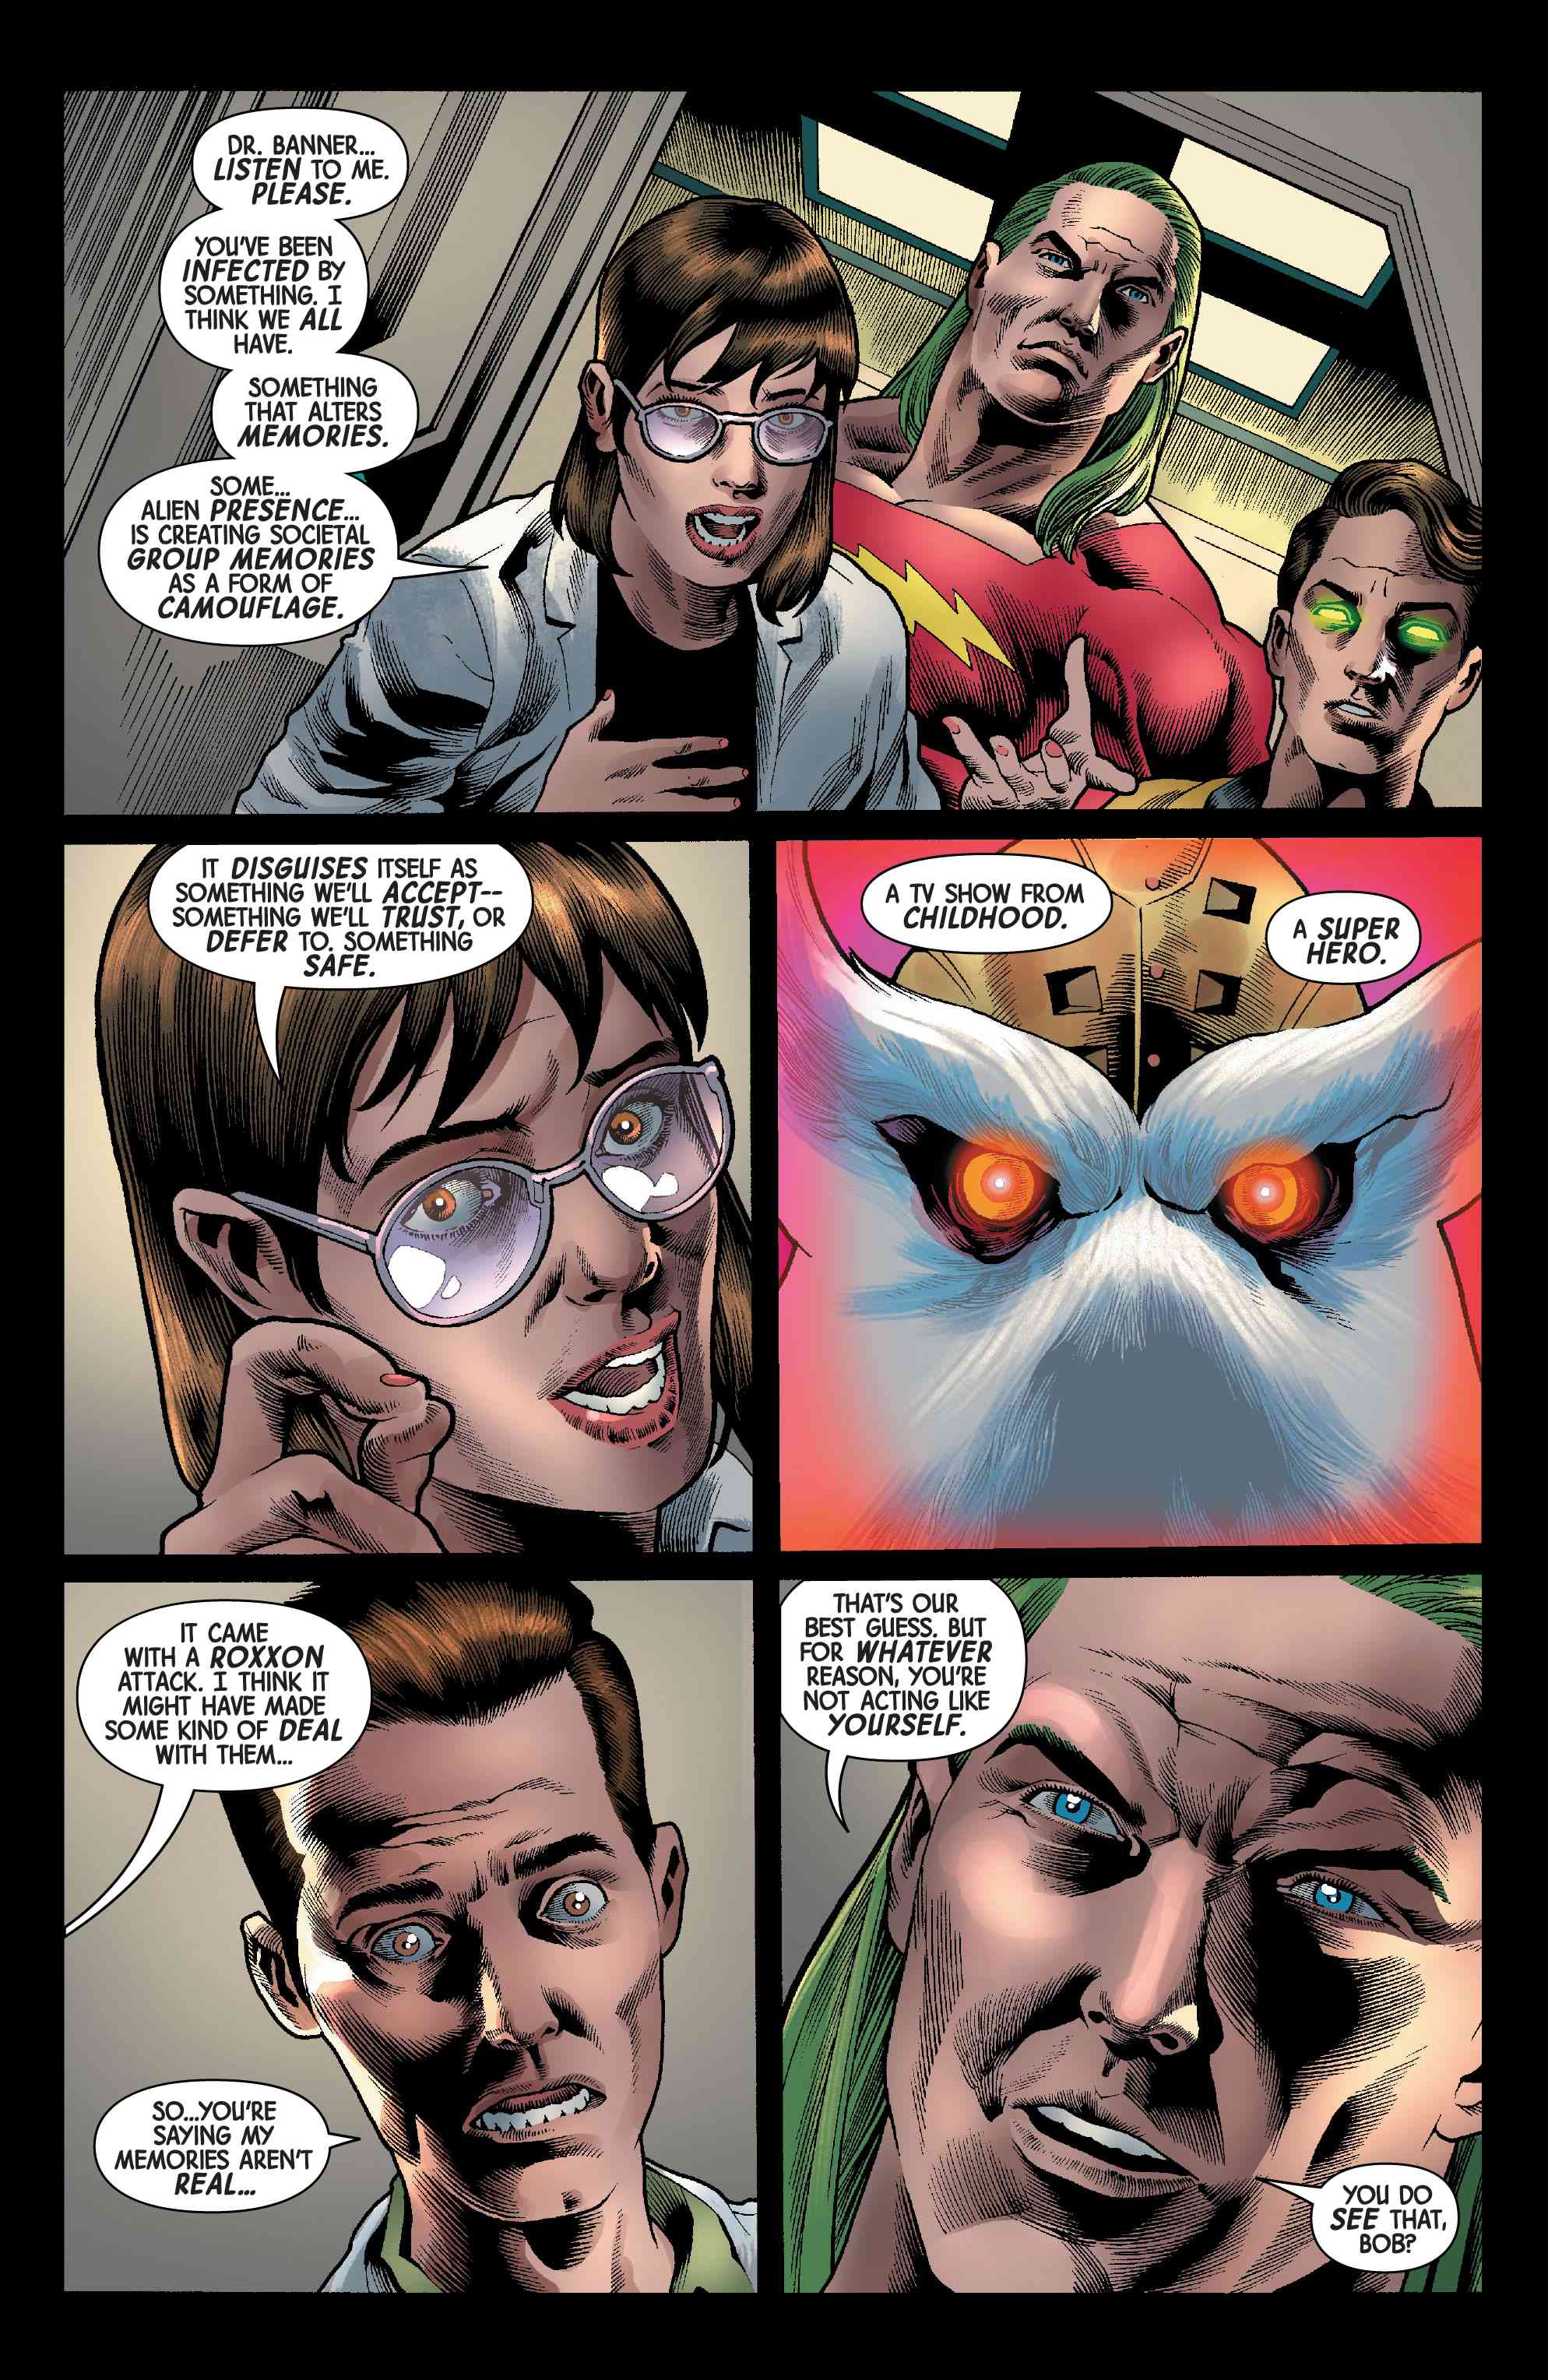 DR. BANNER...
LISTEN TO ME.
PLEASE.
YOU'VE BEEN
INFECTED BY
SOMETHING. I
THINK WE ALL
HAVE.
SOMETHING
THAT ALTERS
MEMORIES.
SOME...
ALIEN PRESENCE...
IS CREATING SOCIETAL
GROUP MEMORIES
AS A FORM OF
CAMOUFLAGE.
IT DISGUISES ITSELF AS
SOMETHING WE'LL ACCEPT--
SOMETHING WE'LL TRUST, OR
DEFER TO. SOMETHING
SAFE.
A TV SHOW FROM
CHILDHOOD.
A SUPER
HERO.
IT CAME
WITH A ROXXON
ATTACK. I THINK IT
MIGHT HAVE MADE
SOME KIND OF DEAL
WITH THEM...
SO...YOU'RE
SAYING MY
MEMORIES AREN'T
REAL...
THAT'S OUR
BEST GUESS. BUT
FOR WHATEVER
REASON, YOU'RE
NOT ACTING LIKE
YOURSELF.
YOU DO
SEE THAT,
BOB?